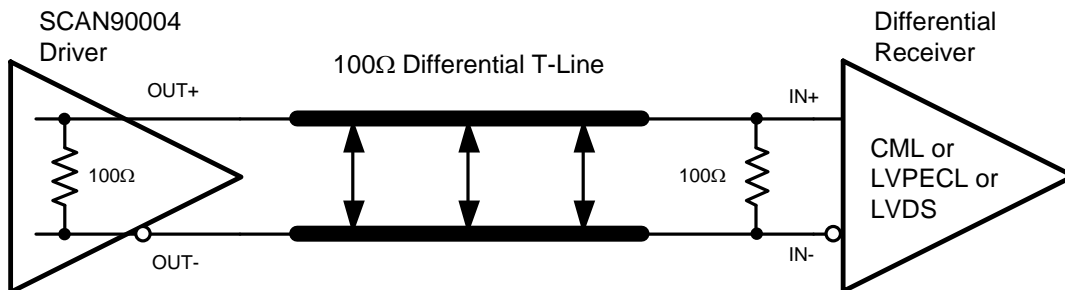 SCAN90004
Driver
Differential
Receiver
100Ω Differential T-Line
OUT+
IN+
100Ω
100Ω
CML or
LVPECL or
LVDS
OUT-
IN-